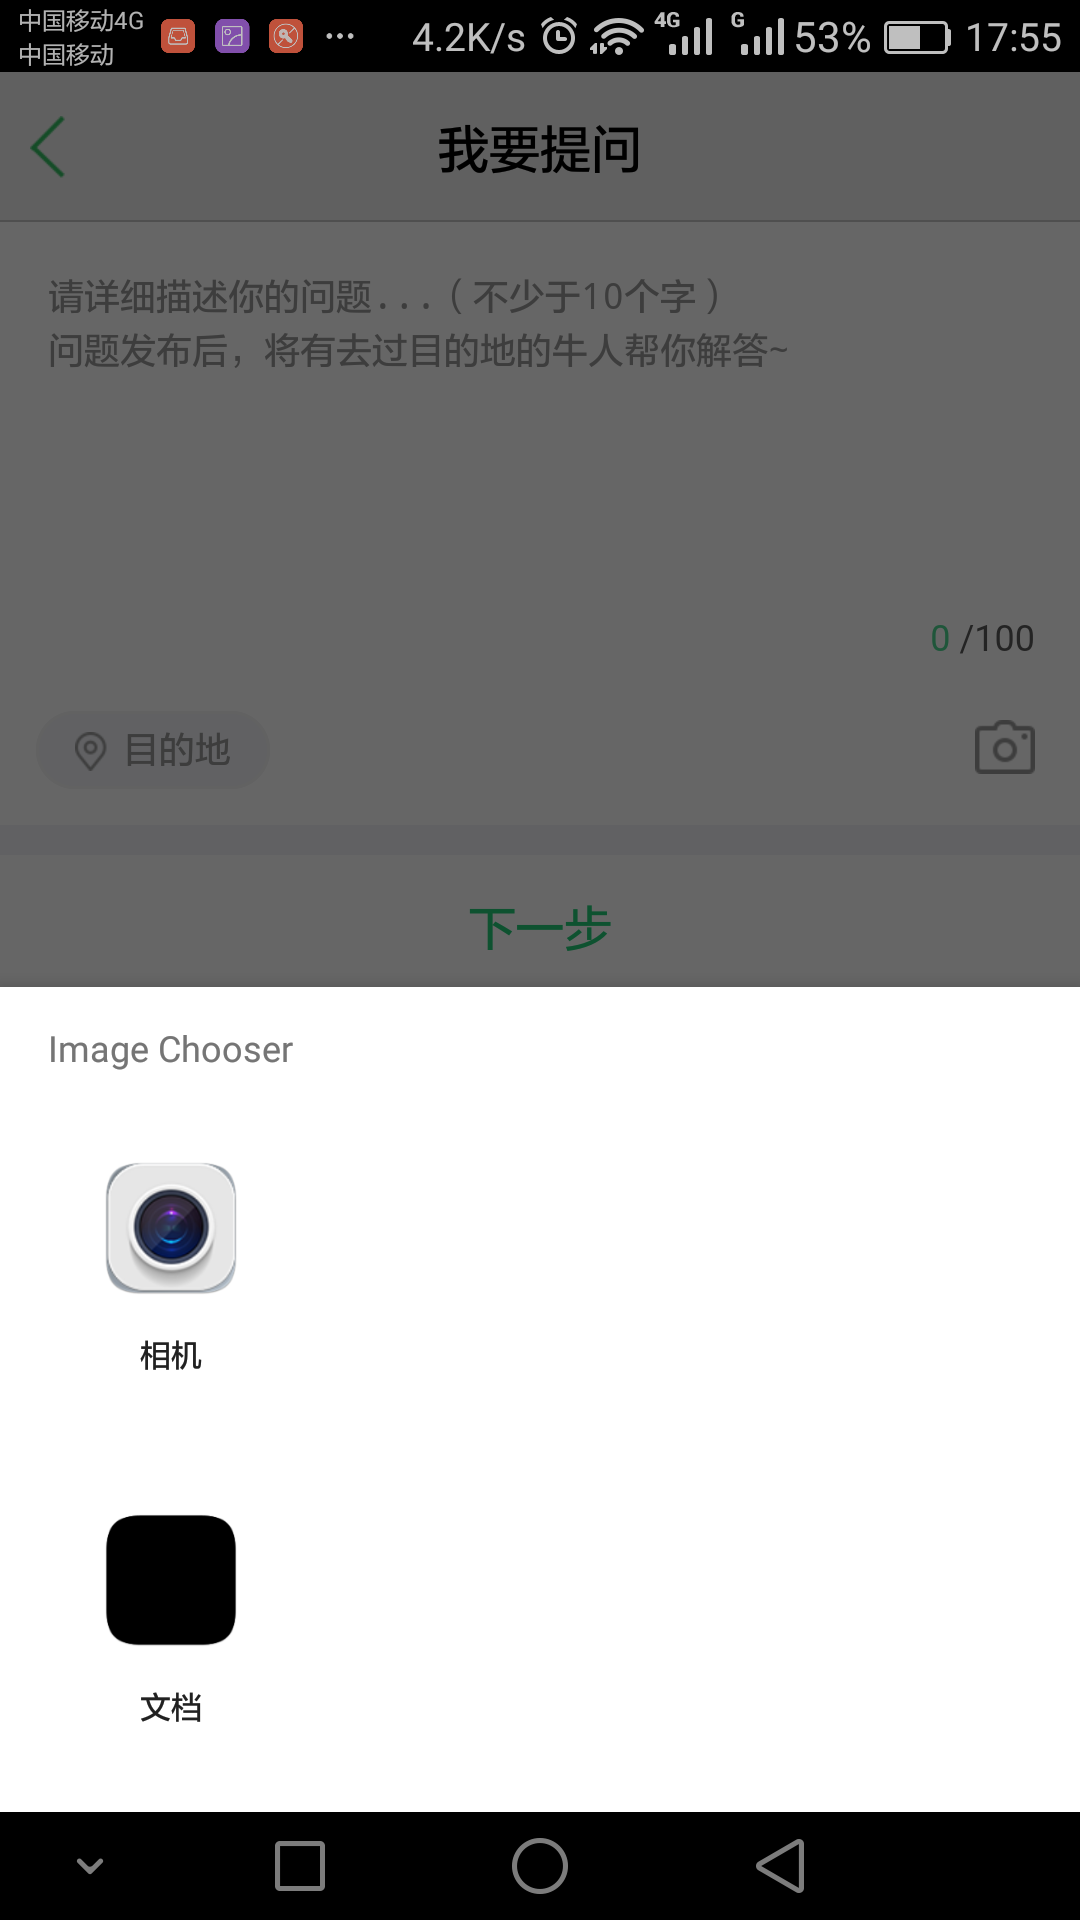 中国移动4G
中国移动
4.2K/s
4G
G
53%
17:55
我要提问
请详细描述你的问题...（不少于10个字）
问题发布后，将有去过目的地的牛人帮你解答~
0 /100
目的地
下一步
Image Chooser
相机
文档